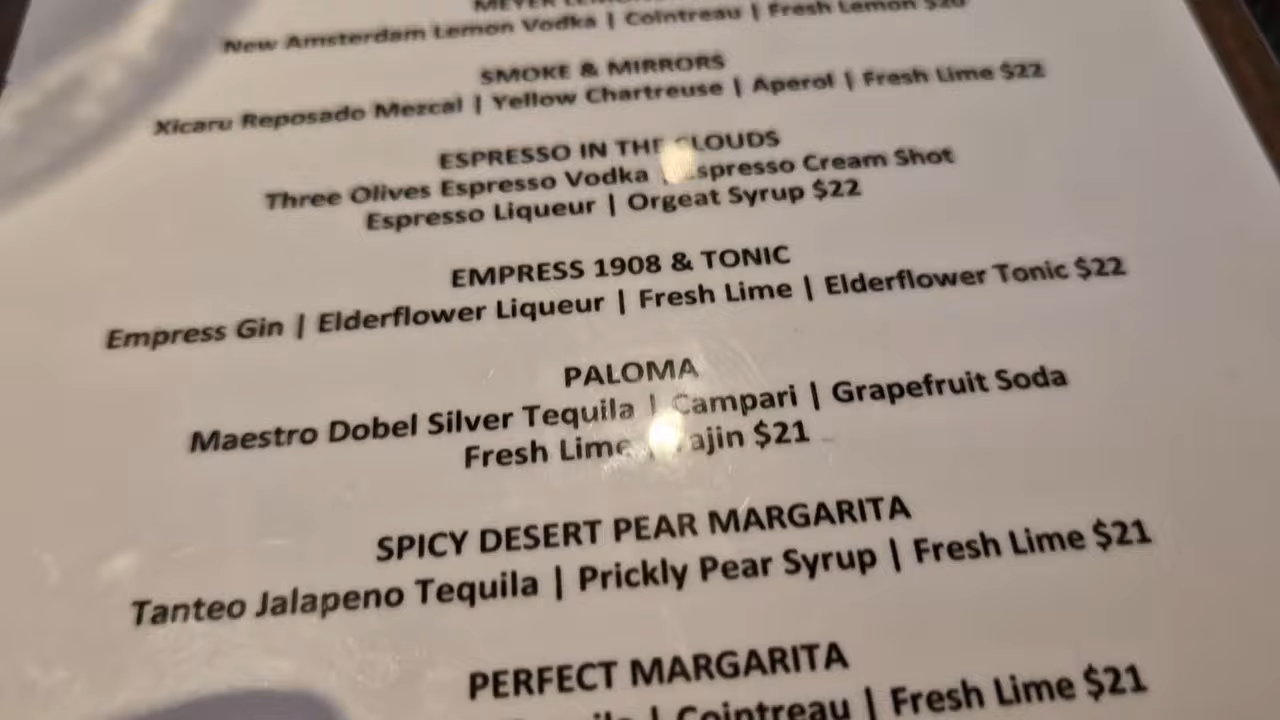 MEYER
New Amsterdam Lemon Vodka | Cointreau | Fresh Lemon $20
SMOKE & MIRRORS
Xicaru Reposado Mezcal | Yellow Chartreuse | Aperol | Fresh Lime $22
ESPRESSO IN THE CLOUDS
Three Olives Espresso Vodka | Espresso Cream Shot
Espresso Liqueur | Orgeat Syrup $22
EMPRESS 1908 & TONIC
Empress Gin | Elderflower Liqueur | Fresh Lime | Elderflower Tonic $22
PALOMA
Maestro Dobel Silver Tequila | Campari | Grapefruit Soda
Fresh Lime | Tajin $21
SPICY DESERT PEAR MARGARITA
Tanteo Jalapeno Tequila | Prickly Pear Syrup | Fresh Lime $21
PERFECT MARGARITA
| Cointreau | Fresh Lime $21